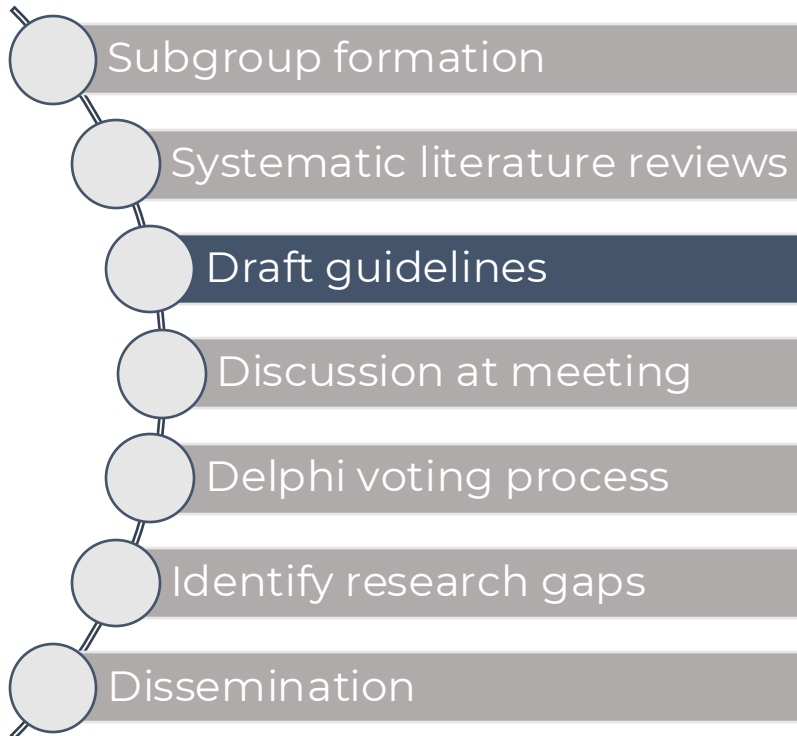 Subgroup formation
Systematic literature reviews
Draft guidelines
Discussion at meeting
Delphi voting process
Identify research gaps
Dissemination